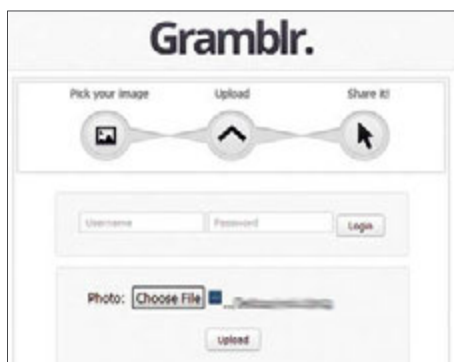 Gramblr.
Pick your image Upload Share it!
Username Password Login
Photo: Choose File
Upload